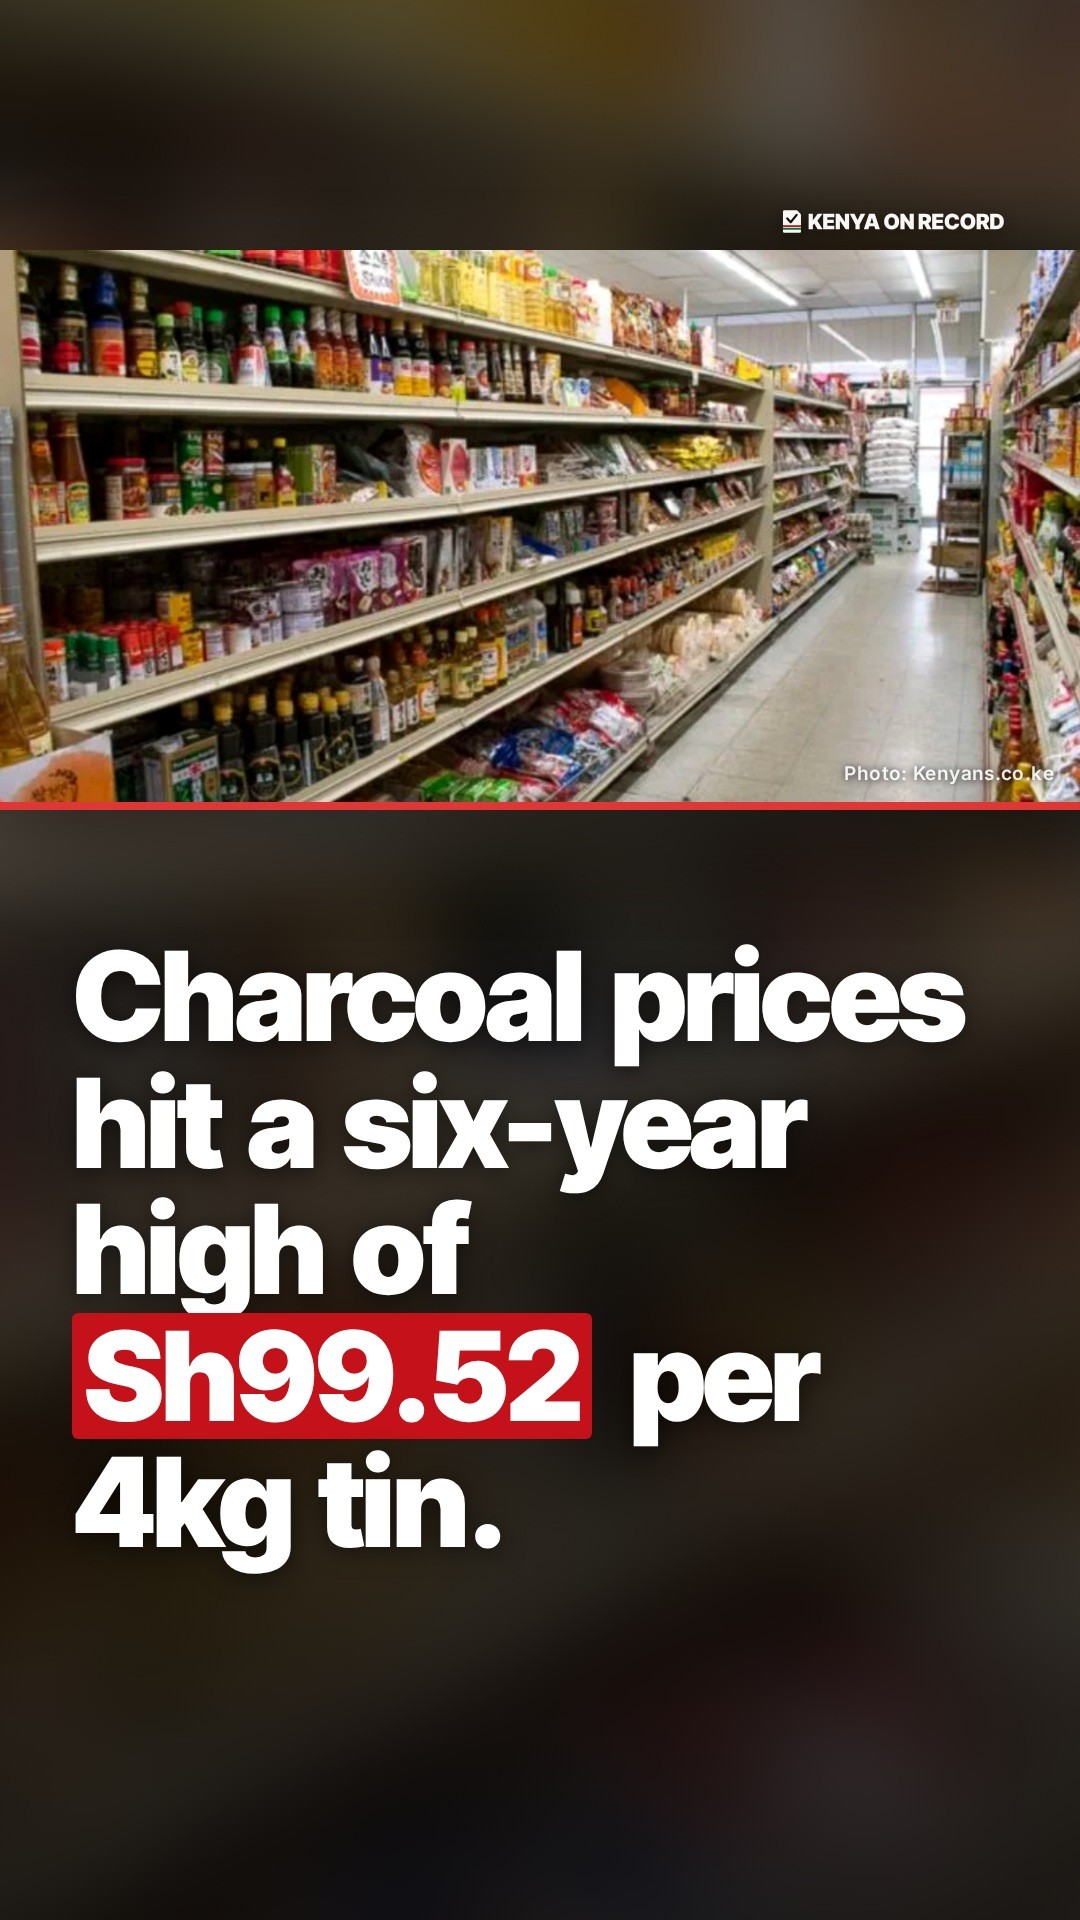 KENYA ON RECORD
Photo: Kenyans.co.ke
Charcoal prices
hit a six-year
high of
Sh99.52 per
4kg tin.